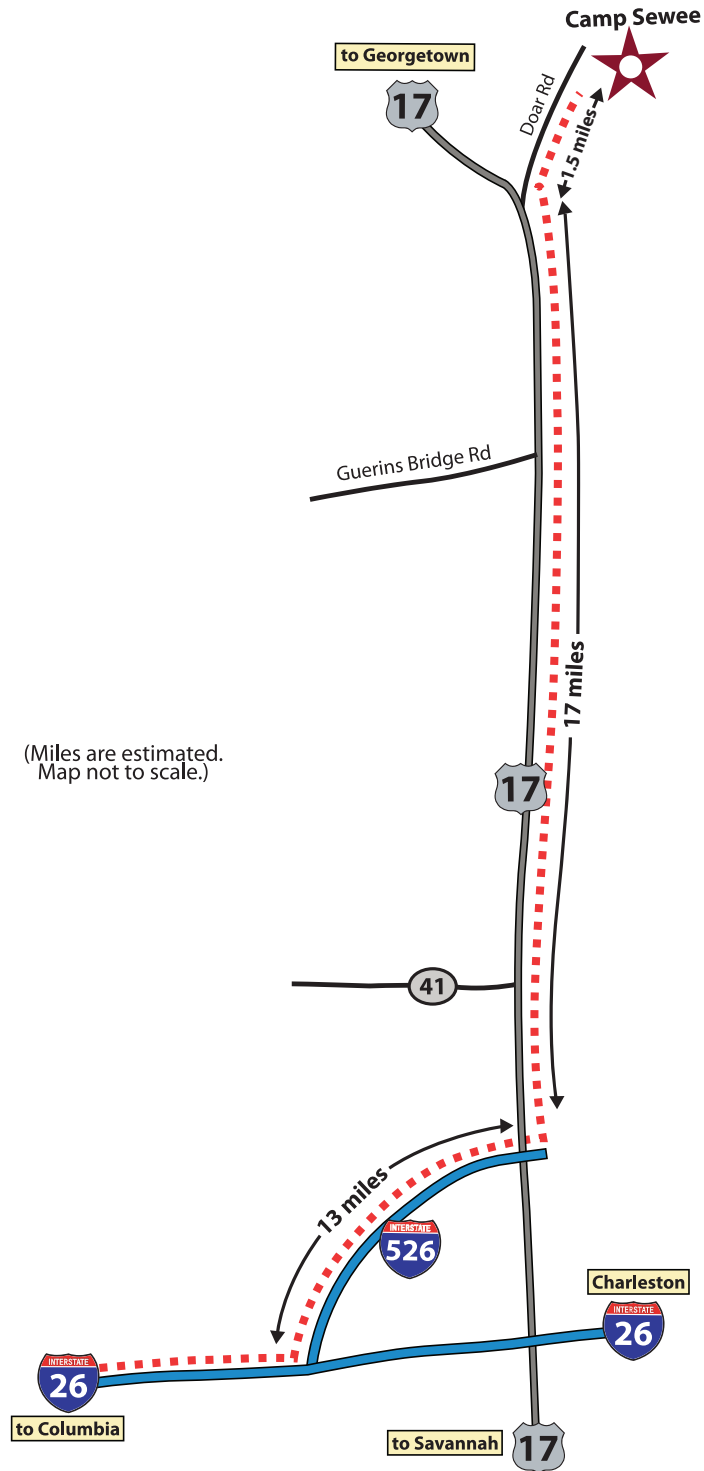 Camp Sewee
to Georgetown
17
Doar Rd
1.5 miles
Guerins Bridge Rd
17 miles
(Miles are estimated.
Map not to scale.)
17
41
13 miles
INTERSTATE
526
Charleston
INTERSTATE
26
INTERSTATE
26
to Columbia
to Savannah
17